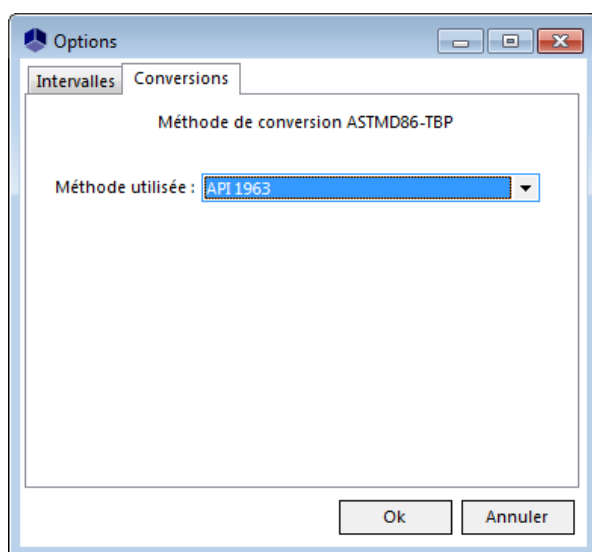 Options
Intervalles Conversions
Méthode de conversion ASTMD86-TBP
Méthode utilisée : API 1963
Ok Annuler